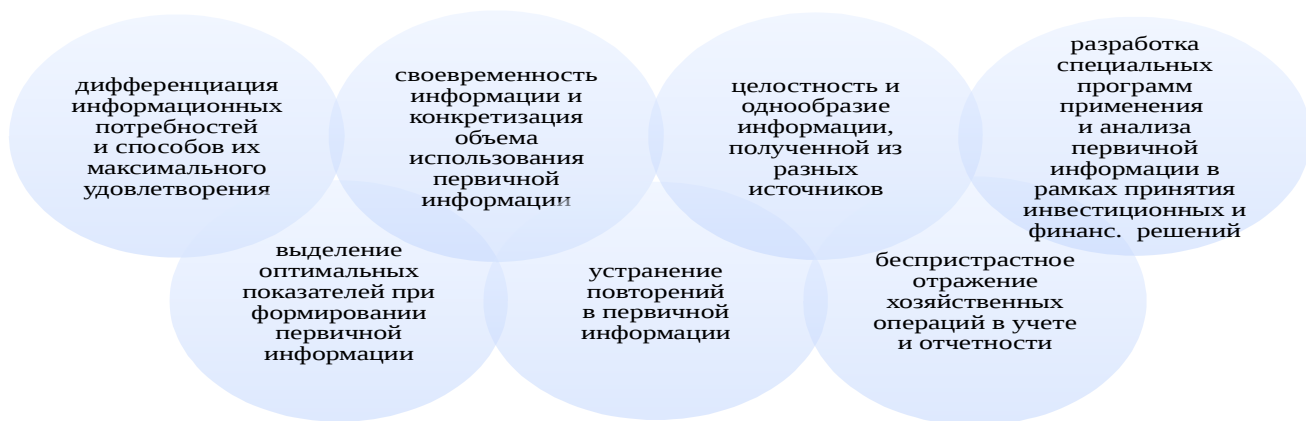 дифференциация
информационных
потребностей
и способов их
максимального
удовлетворения
своевременность
информации и
конкретизация
объема
использования
первичной
информации
целостность и
однообразие
информации,
полученной из
разных
источников
разработка
специальных
программ
применения
и анализа
первичной
информации в
рамках принятия
инвестиционных и
финанс. решений
выделение
оптимальных
показателей при
формировании
первичной
информации
устранение
повторений
в первичной
информации
беспристрастное
отражение
хозяйственных
операций в учете
и отчетности